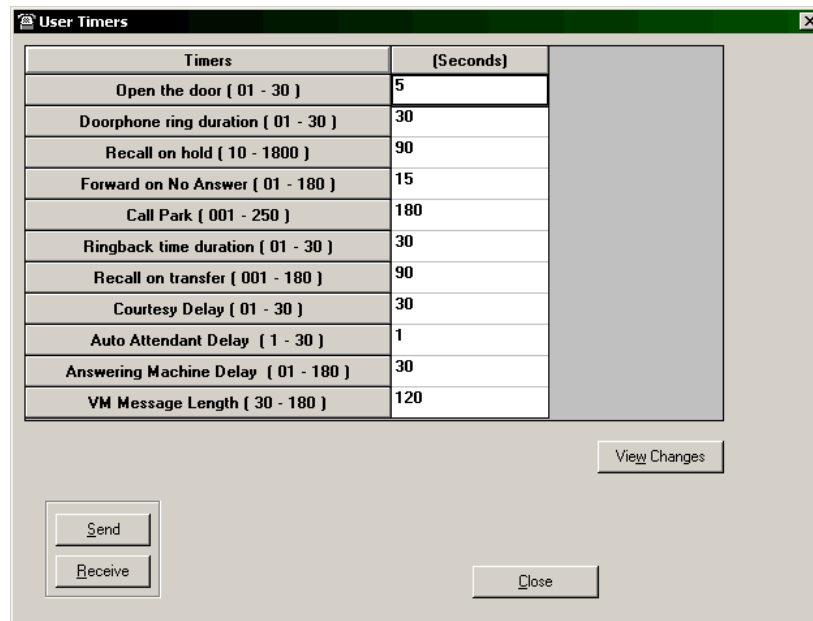 User Timers
Timers (Seconds)
Open the door ( 01 - 30 ) 5
Doorphone ring duration ( 01 - 30 ) 30
Recall on hold ( 10 - 1800 ) 90
Forward on No Answer ( 01 - 180 ) 15
Call Park ( 001 - 250 ) 180
Ringback time duration ( 01 - 30 ) 30
Recall on transfer ( 001 - 180 ) 90
Courtesy Delay ( 01 - 30 ) 30
Auto Attendant Delay ( 1 - 30 ) 1
Answering Machine Delay ( 01 - 180 ) 30
VM Message Length ( 30 - 180 ) 120
View Changes
Send
Receive
Close